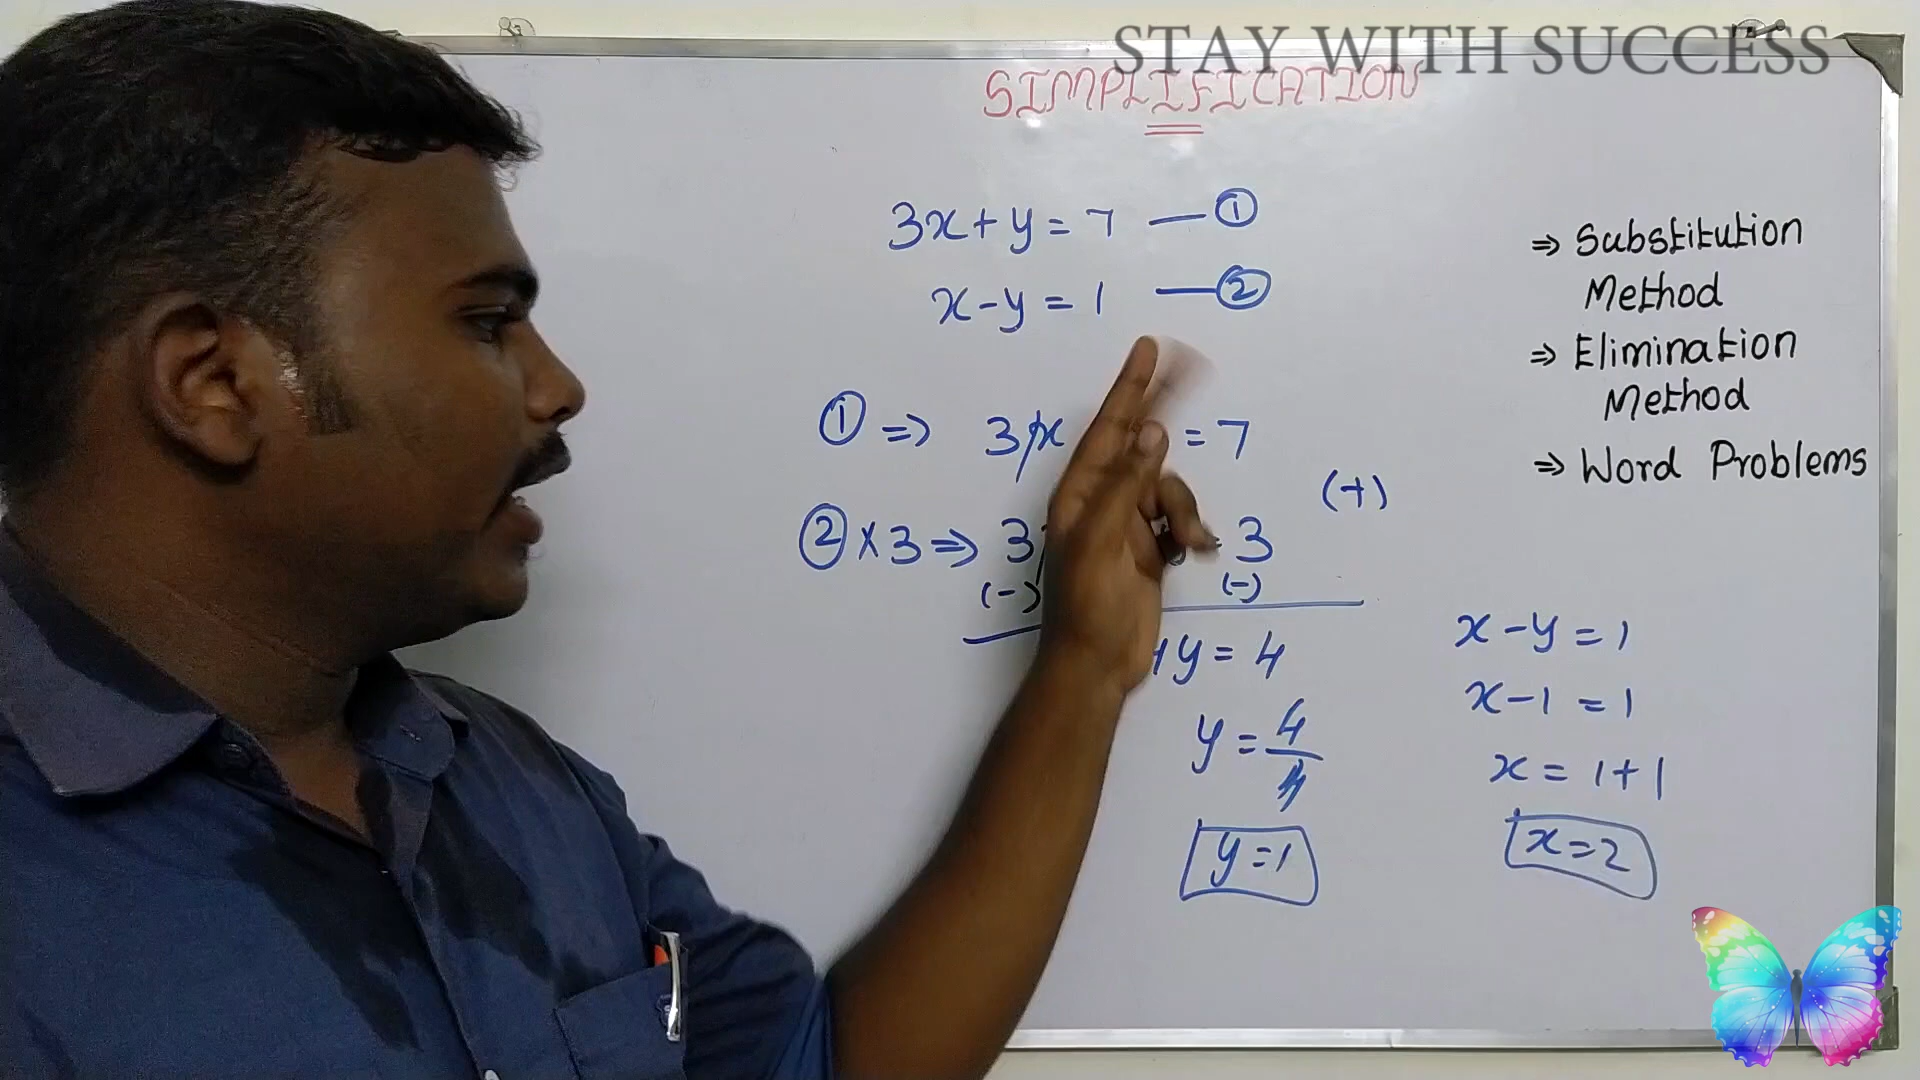 STAY WITH SUCCESS
SIMPLIFICATION
3x+y=7 — ①
x-y=1 — ②
① => 3x =7
②×3 => 3 3
(+)
(-) (-)
4y=4
y=4/4
y=1
x-y=1
x-1=1
x=1+1
x=2
=> Substitution
Method
=> Elimination
Method
=> Word Problems